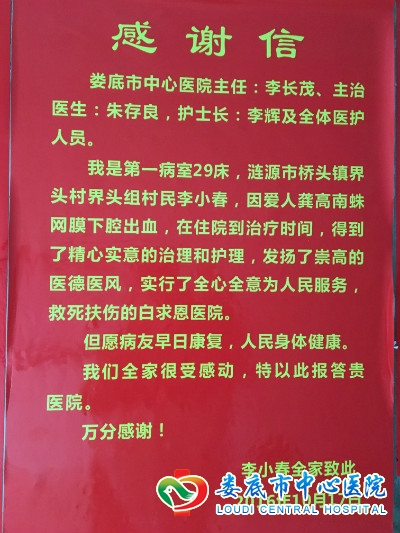 感谢信
娄底市中心医院主任：李长茂、主治
医生：朱存良，护士长：李辉及全体医护
人员。
我是第一病室29床，涟源市桥头镇界
头村界头组村民李小春，因爱人龚高南蛛
网膜下腔出血，在住院到治疗时间，得到
了精心实意的治理和护理，发扬了崇高的
医德医风，实行了全心全意为人民服务，
救死扶伤的白求恩医院。
但愿病友早日康复，人民身体健康。
我们全家很受感动，特以此报答贵
医院。
万分感谢！
李小春全家致此
娄底市中心医院
LOUDI CENTRAL HOSPITAL